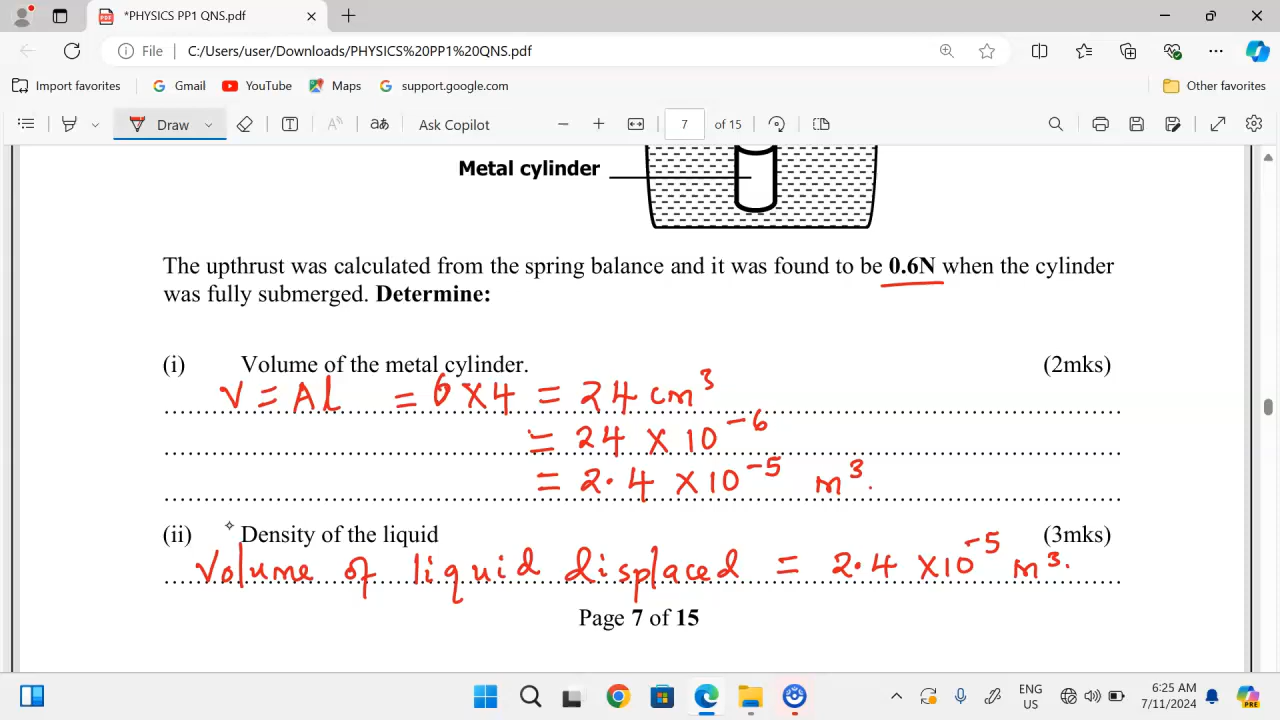 *PHYSICS PP1 QNS.pdf
File C:/Users/user/Downloads/PHYSICS%20PP1%20QNS.pdf
Import favorites Gmail YouTube Maps support.google.com Other favorites
Draw Ask Copilot 7 of 15
Metal cylinder
The upthrust was calculated from the spring balance and it was found to be 0.6N when the cylinder
was fully submerged. Determine:
(i) Volume of the metal cylinder. (2mks)
V = Al = 6 X 4 = 24 cm³
= 24 X 10⁻⁶
= 2.4 X 10⁻⁵ m³.
(ii) Density of the liquid (3mks)
Volume of liquid displaced = 2.4 X10⁻⁵ m³.
Page 7 of 15
ENG
US
6:25 AM
7/11/2024
PRE